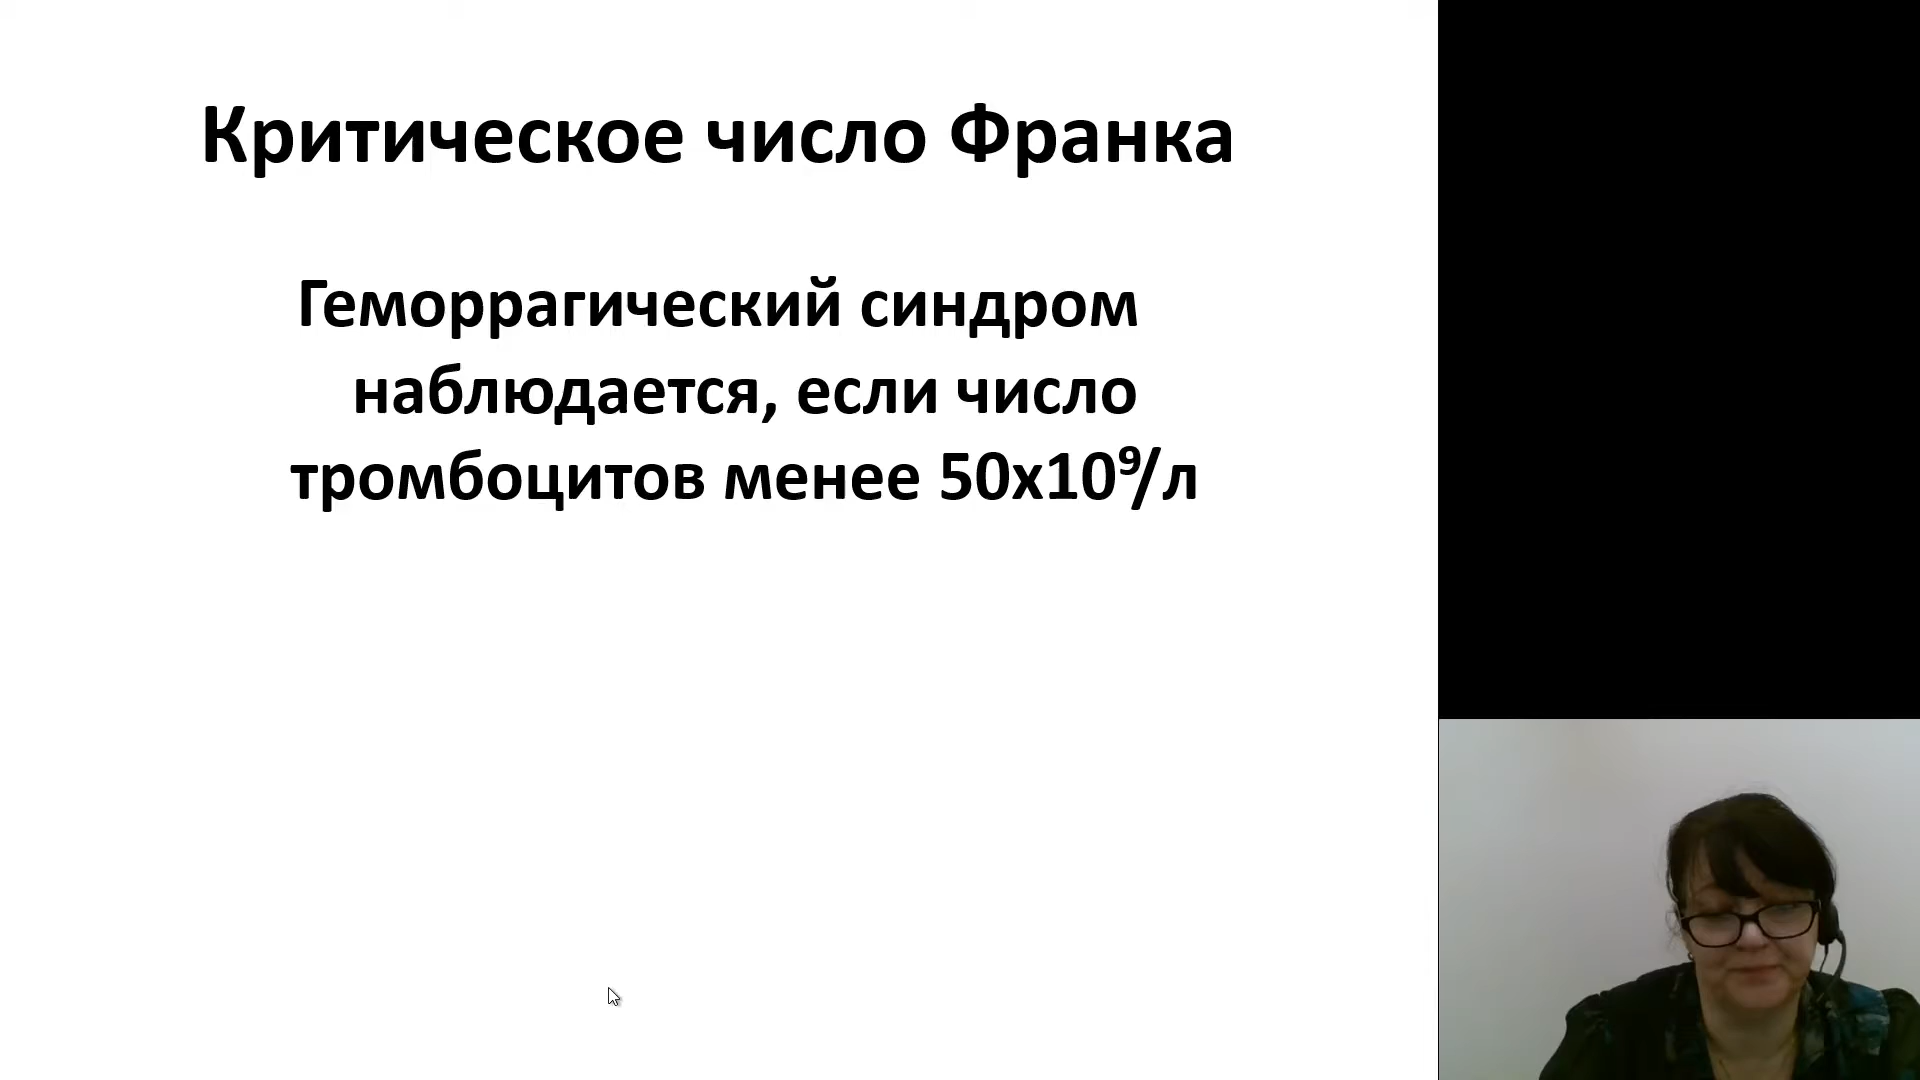 Критическое число Франка
Геморрагический синдром
наблюдается, если число
тромбоцитов менее 50х10⁹/л